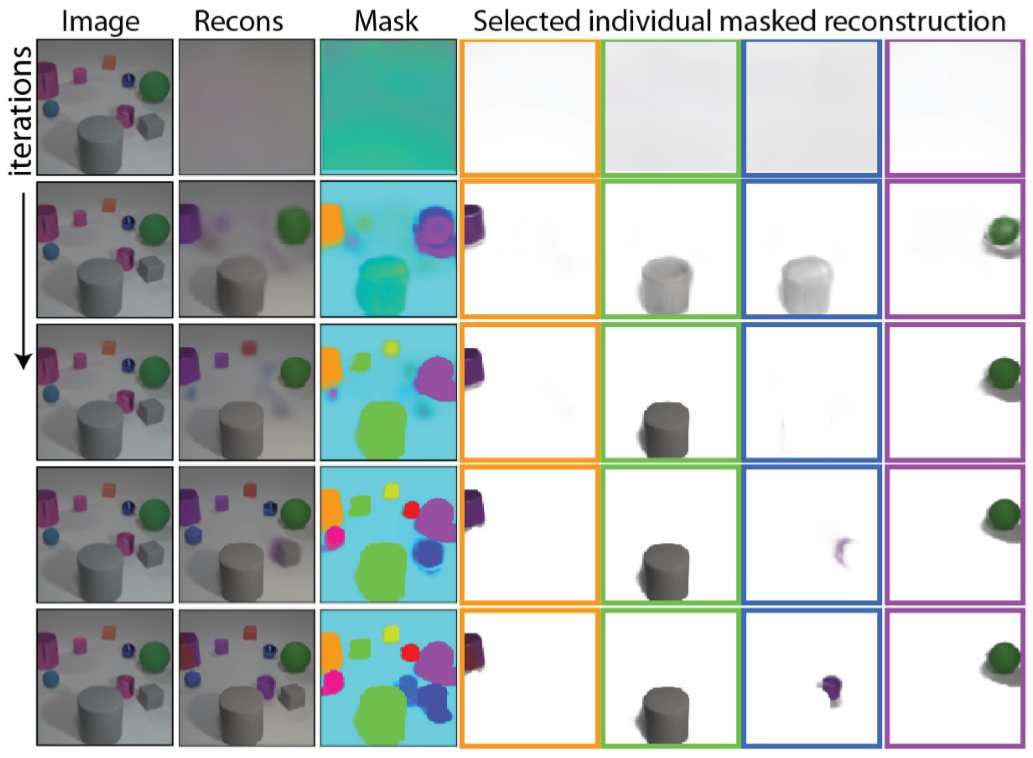 Image
Recons
Mask
Selected individual masked reconstruction
iterations